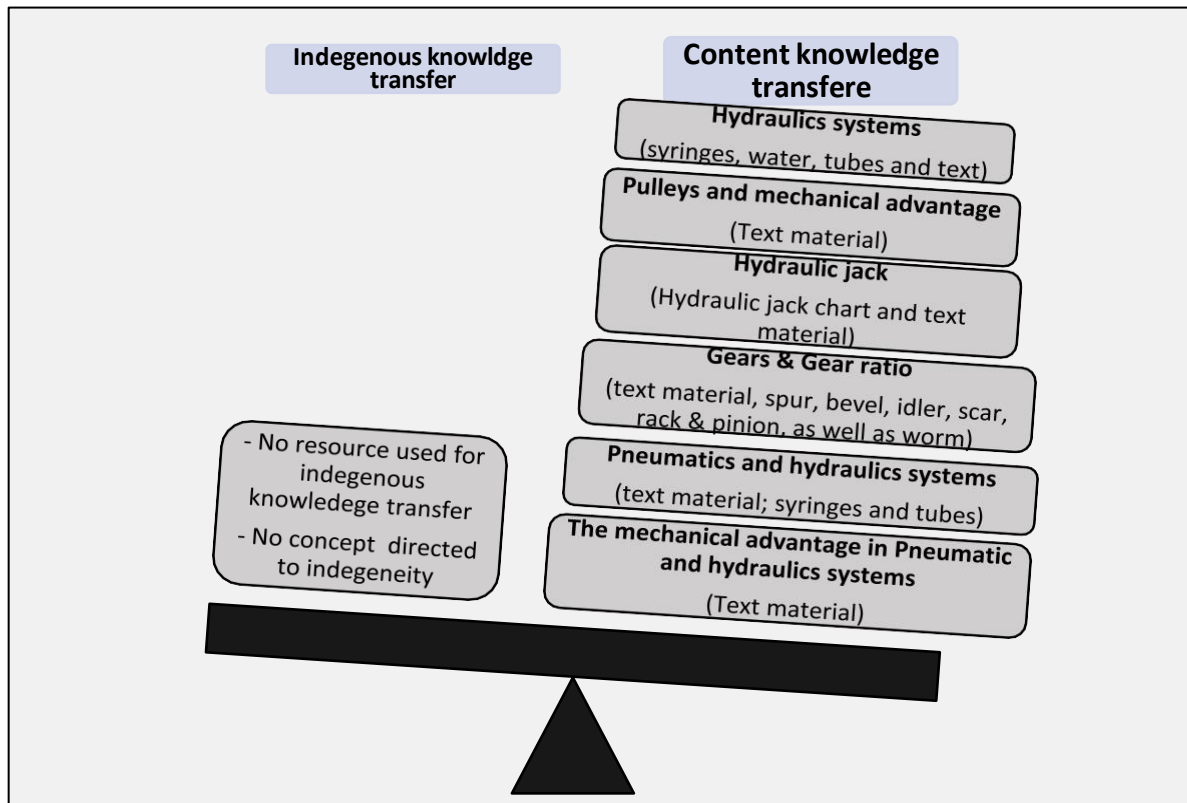 Indegenous knowldge
transfer
Content knowledge
transfere
Hydraulics systems
(syringes, water, tubes and text)
Pulleys and mechanical advantage
(Text material)
Hydraulic jack
(Hydraulic jack chart and text
material)
Gears & Gear ratio
(text material, spur, bevel, idler, scar,
rack & pinion, as well as worm)
Pneumatics and hydraulics systems
(text material; syringes and tubes)
The mechanical advantage in Pneumatic
and hydraulics systems
(Text material)
- No resource used for
indegenous
knowledege transfer
- No concept directed
to indegeneity